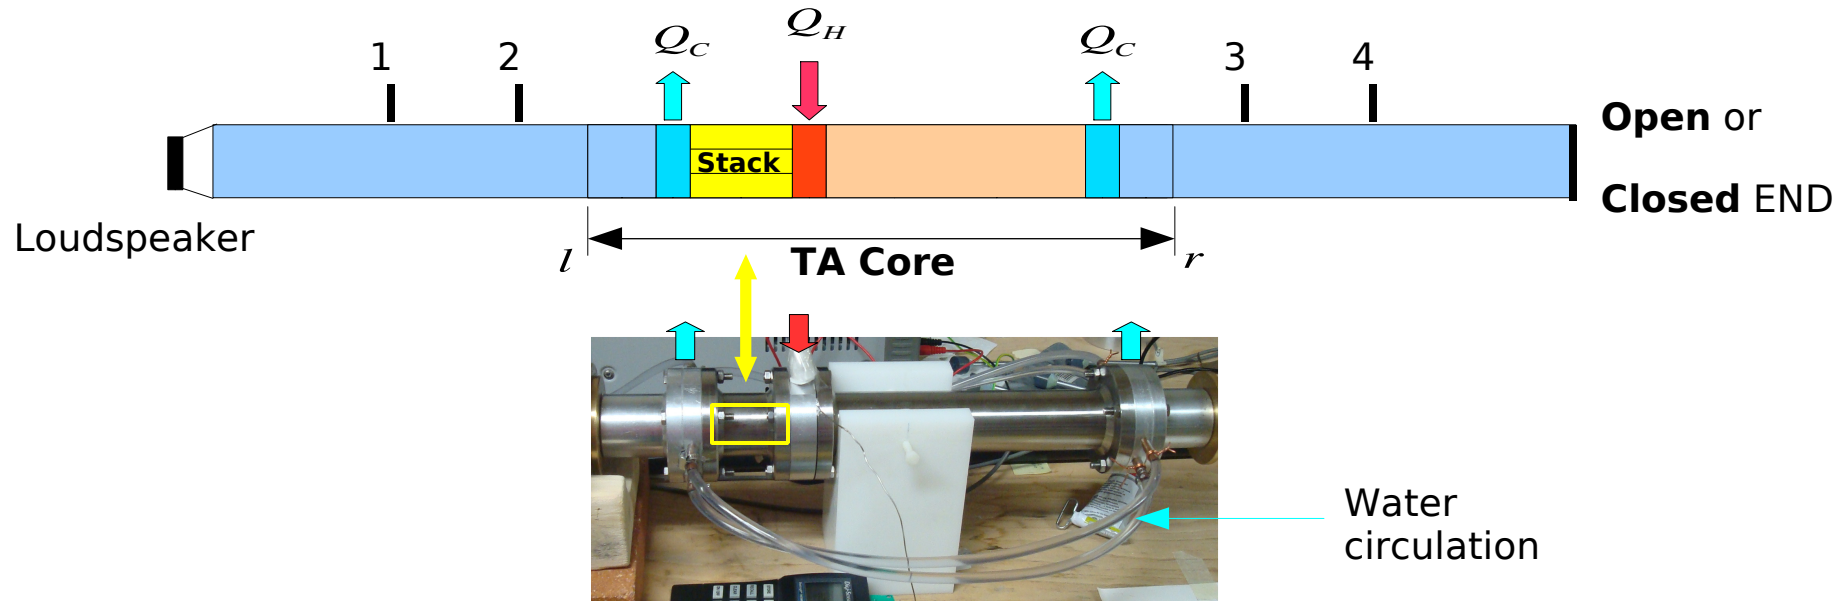 Q_C
Q_H
Q_C
1
2
3
4
Open or
Closed END
Stack
Loudspeaker
l
TA Core
r
Water
circulation